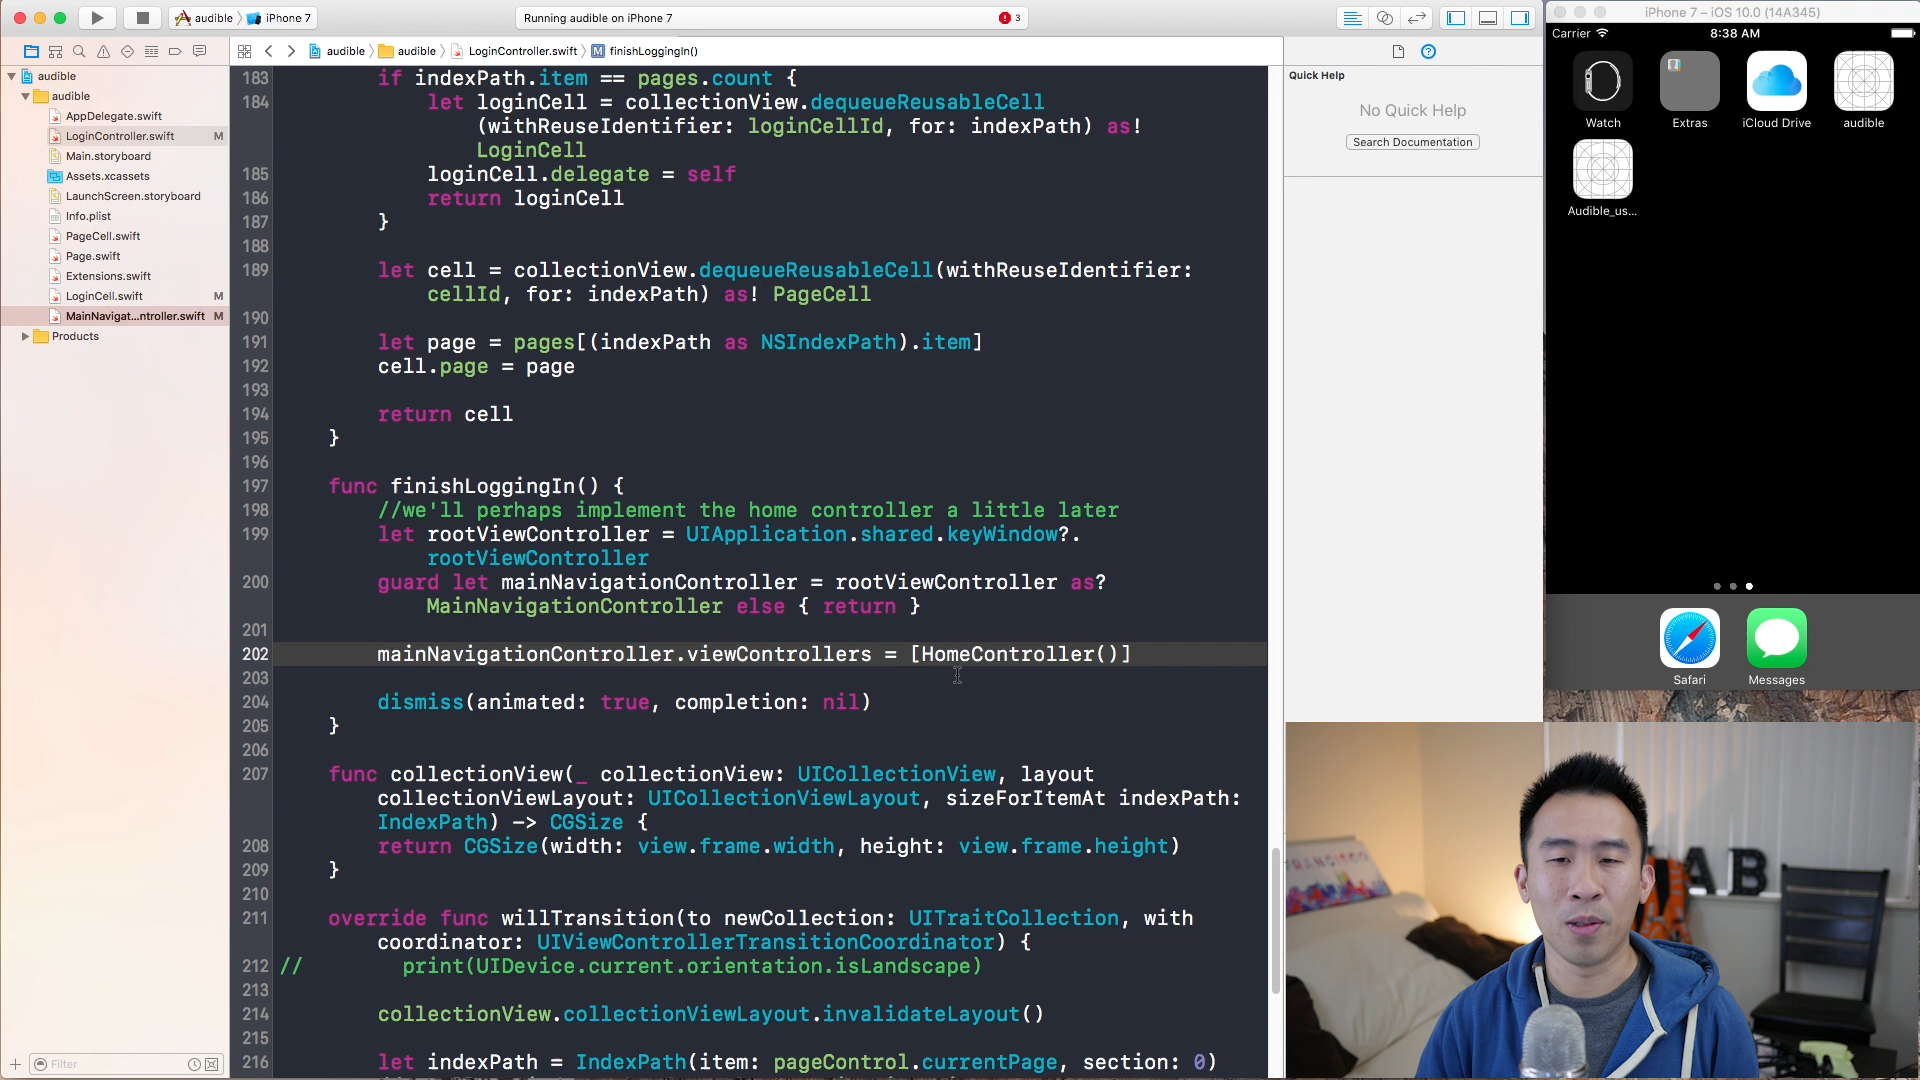 audible
iPhone 7
Running audible on iPhone 7
3
audible
audible
LoginController.swift
M
finishLoggingIn()
audible
audible
AppDelegate.swift
LoginController.swift M
Main.storyboard
Assets.xcassets
LaunchScreen.storyboard
Info.plist
PageCell.swift
Page.swift
Extensions.swift
LoginCell.swift M
MainNavigat...ntroller.swift M
Products
Filter
183 if indexPath.item == pages.count {
184 let loginCell = collectionView.dequeueReusableCell
(withReuseIdentifier: loginCellId, for: indexPath) as!
LoginCell
185 loginCell.delegate = self
186 return loginCell
187 }
188
189 let cell = collectionView.dequeueReusableCell(withReuseIdentifier:
cellId, for: indexPath) as! PageCell
190
191 let page = pages[(indexPath as NSIndexPath).item]
192 cell.page = page
193
194 return cell
195 }
196
197 func finishLoggingIn() {
198 //we'll perhaps implement the home controller a little later
199 let rootViewController = UIApplication.shared.keyWindow?.
rootViewController
200 guard let mainNavigationController = rootViewController as?
MainNavigationController else { return }
201
202 mainNavigationController.viewControllers = [HomeController()]
203
204 dismiss(animated: true, completion: nil)
205 }
206
207 func collectionView(_ collectionView: UICollectionView, layout
collectionViewLayout: UICollectionViewLayout, sizeForItemAt indexPath:
IndexPath) -> CGSize {
208 return CGSize(width: view.frame.width, height: view.frame.height)
209 }
210
211 override func willTransition(to newCollection: UITraitCollection, with
coordinator: UIViewControllerTransitionCoordinator) {
212 // print(UIDevice.current.orientation.isLandscape)
213
214 collectionView.collectionViewLayout.invalidateLayout()
215
216 let indexPath = IndexPath(item: pageControl.currentPage, section: 0)
Quick Help
No Quick Help
Search Documentation
iPhone 7 – iOS 10.0 (14A345)
Carrier
8:38 AM
Watch
Extras
iCloud Drive
audible
Audible_us...
Safari
Messages
AB